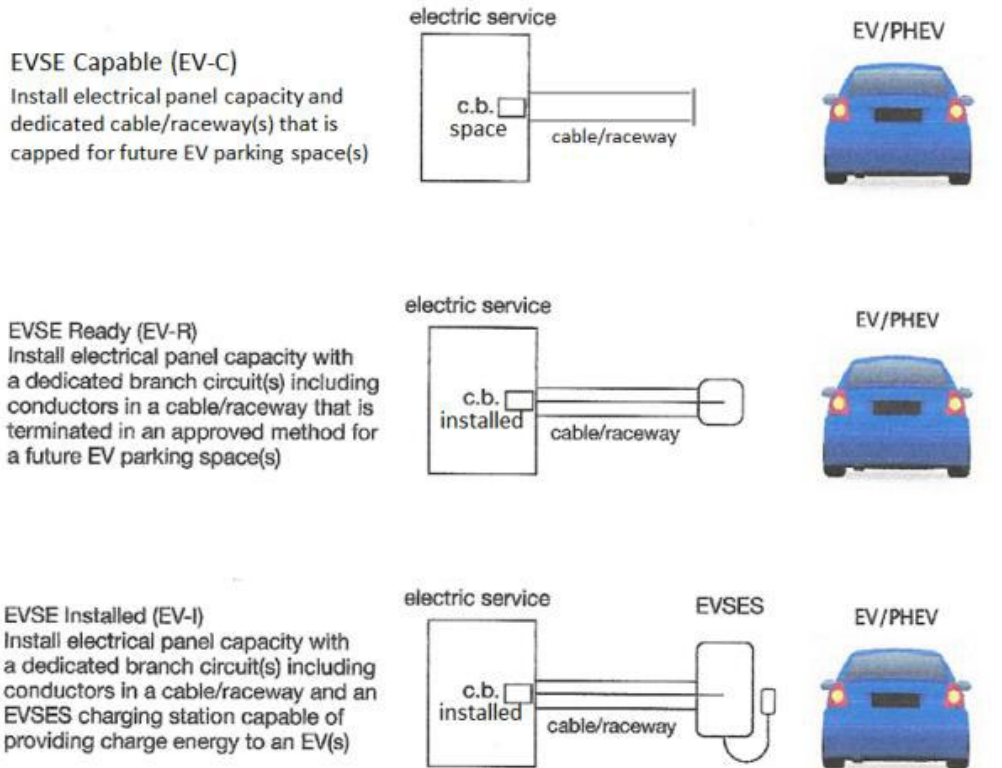 electric service
EV/PHEV
EVSE Capable (EV-C)
Install electrical panel capacity and
dedicated cable/raceway(s) that is
capped for future EV parking space(s)
c.b.
space
cable/raceway
electric service
EV/PHEV
EVSE Ready (EV-R)
Install electrical panel capacity with
a dedicated branch circuit(s) including
conductors in a cable/raceway that is
terminated in an approved method for
a future EV parking space(s)
c.b.
installed
cable/raceway
electric service
EVSES
EV/PHEV
EVSE Installed (EV-I)
Install electrical panel capacity with
a dedicated branch circuit(s) including
conductors in a cable/raceway and an
EVSES charging station capable of
providing charge energy to an EV(s)
c.b.
installed
cable/raceway